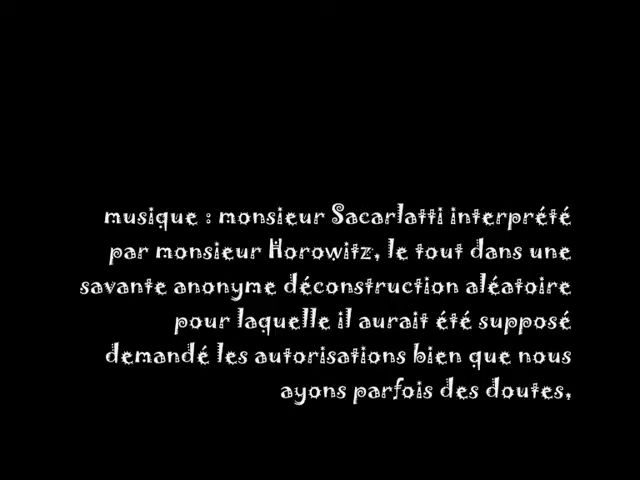 musique : monsieur Sacarlatti interprété
par monsieur Horowitz, le tout dans une
savante anonyme déconstruction aléatoire
pour laquelle il aurait été supposé
demandé les autorisations bien que nous
ayons parfois des doutes,